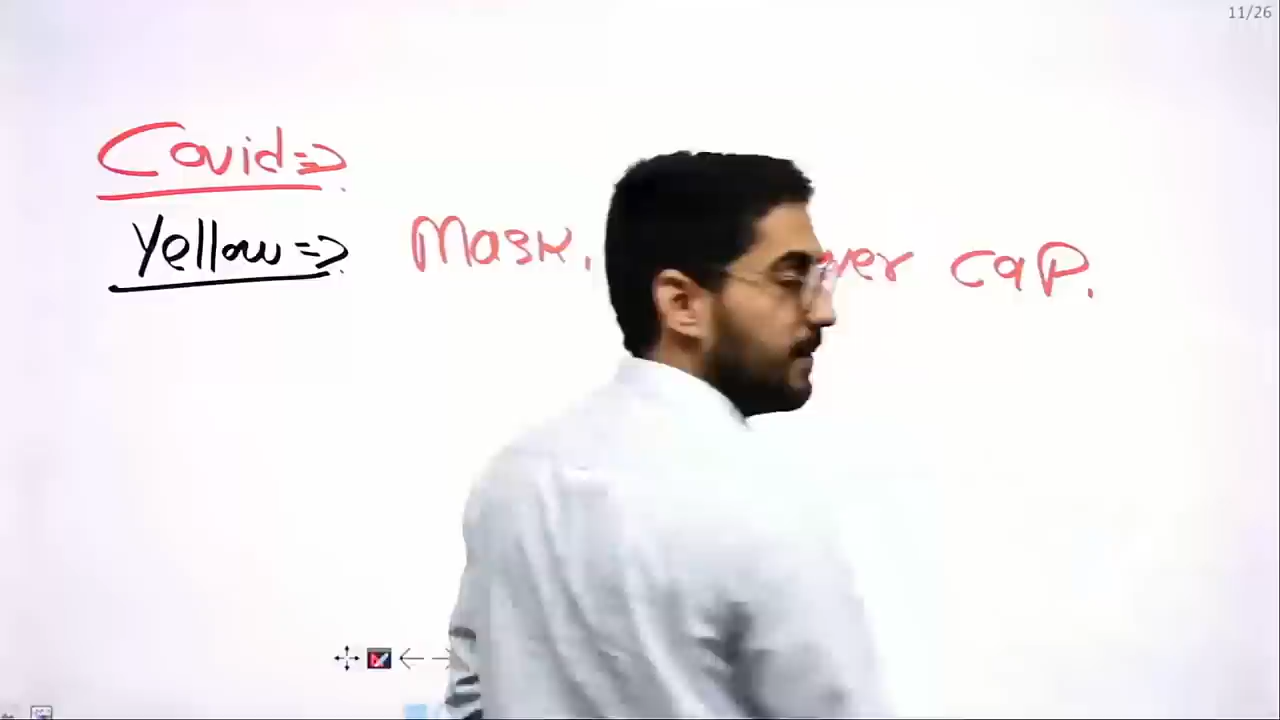 11/26
Covid =>
Yellow => Mask, cap.